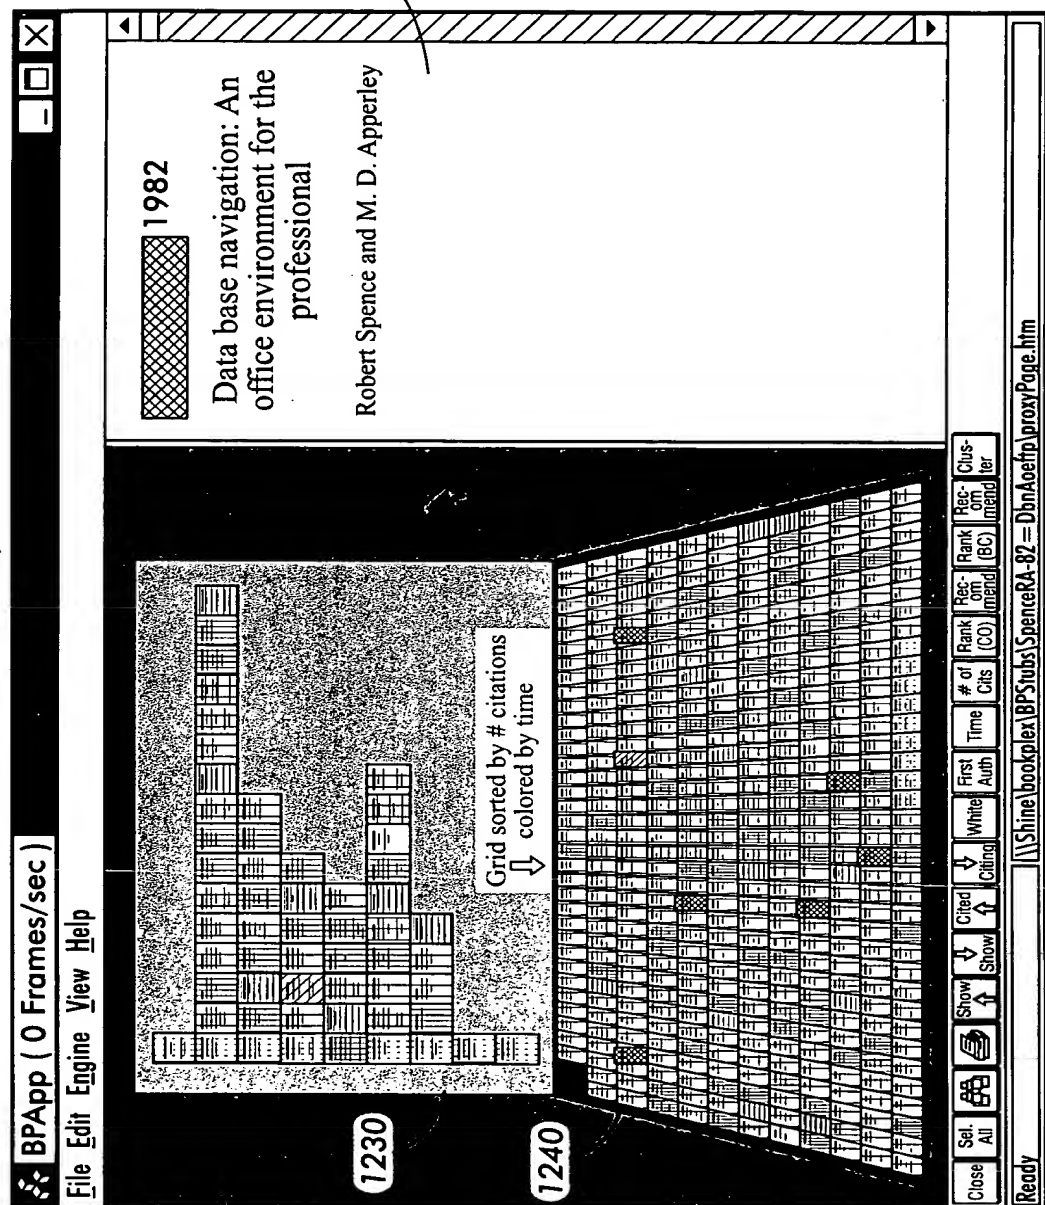 BPApp ( 0 Frames/sec )
File Edit Engine View Help
1230
1240
Grid sorted by # citations
colored by time
1982
Data base navigation: An
office environment for the
professional
Robert Spence and M. D. Apperley
Close
Sel.
All
Show
Show
Cited
Citing
White
First
Auth
Time
# of
Cits
Rank
(CO)
Rec-
om
mend
Rank
(BC)
Rec-
om
mend
Clus-
ter
Ready
\\Shine\bookplex\BPStubs\SpenceRA-82 = DbnAoeftp\proxyPage.htm